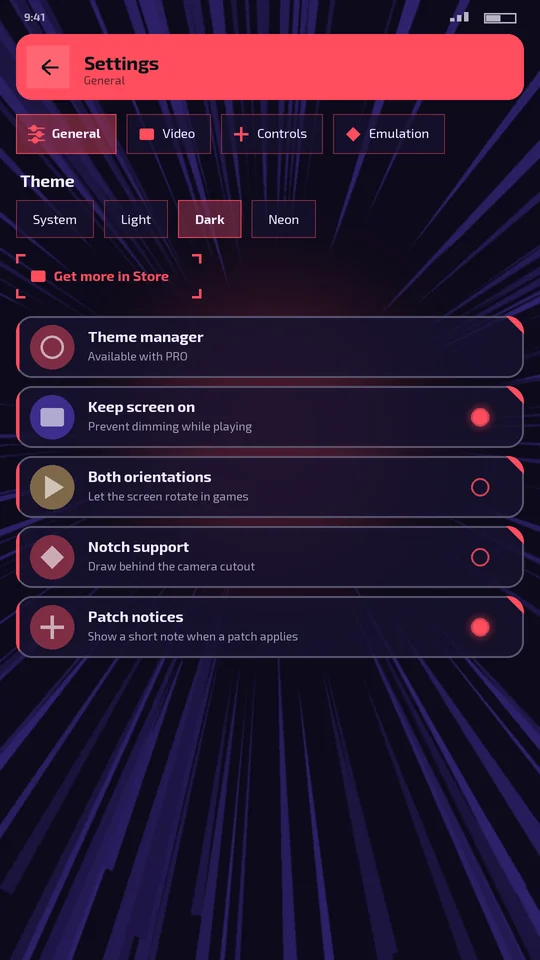 9:41
Settings
General
General
Video
Controls
Emulation
Theme
System
Light
Dark
Neon
Get more in Store
Theme manager
Available with PRO
Keep screen on
Prevent dimming while playing
Both orientations
Let the screen rotate in games
Notch support
Draw behind the camera cutout
Patch notices
Show a short note when a patch applies